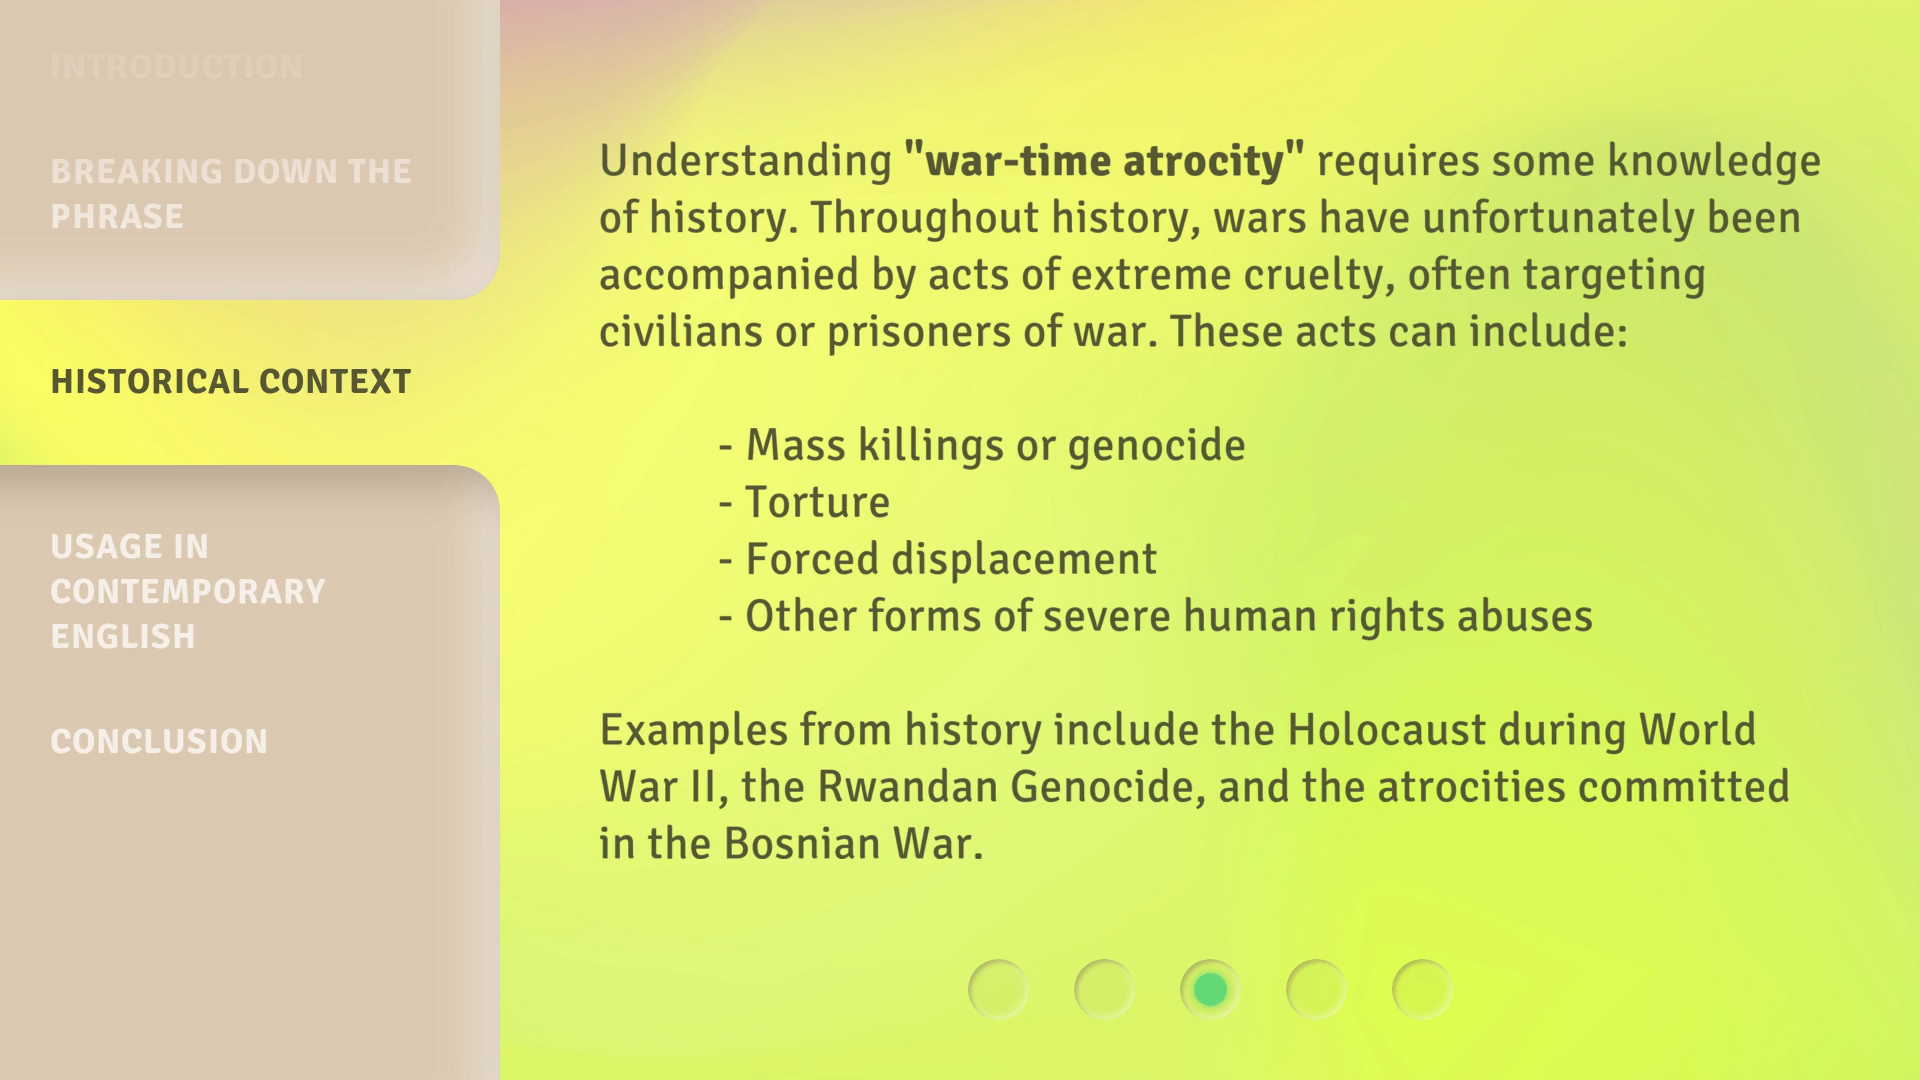 INTRODUCTION
BREAKING DOWN THE
PHRASE
HISTORICAL CONTEXT
USAGE IN
CONTEMPORARY
ENGLISH
CONCLUSION
Understanding "war-time atrocity" requires some knowledge
of history. Throughout history, wars have unfortunately been
accompanied by acts of extreme cruelty, often targeting
civilians or prisoners of war. These acts can include:
- Mass killings or genocide
- Torture
- Forced displacement
- Other forms of severe human rights abuses
Examples from history include the Holocaust during World
War II, the Rwandan Genocide, and the atrocities committed
in the Bosnian War.